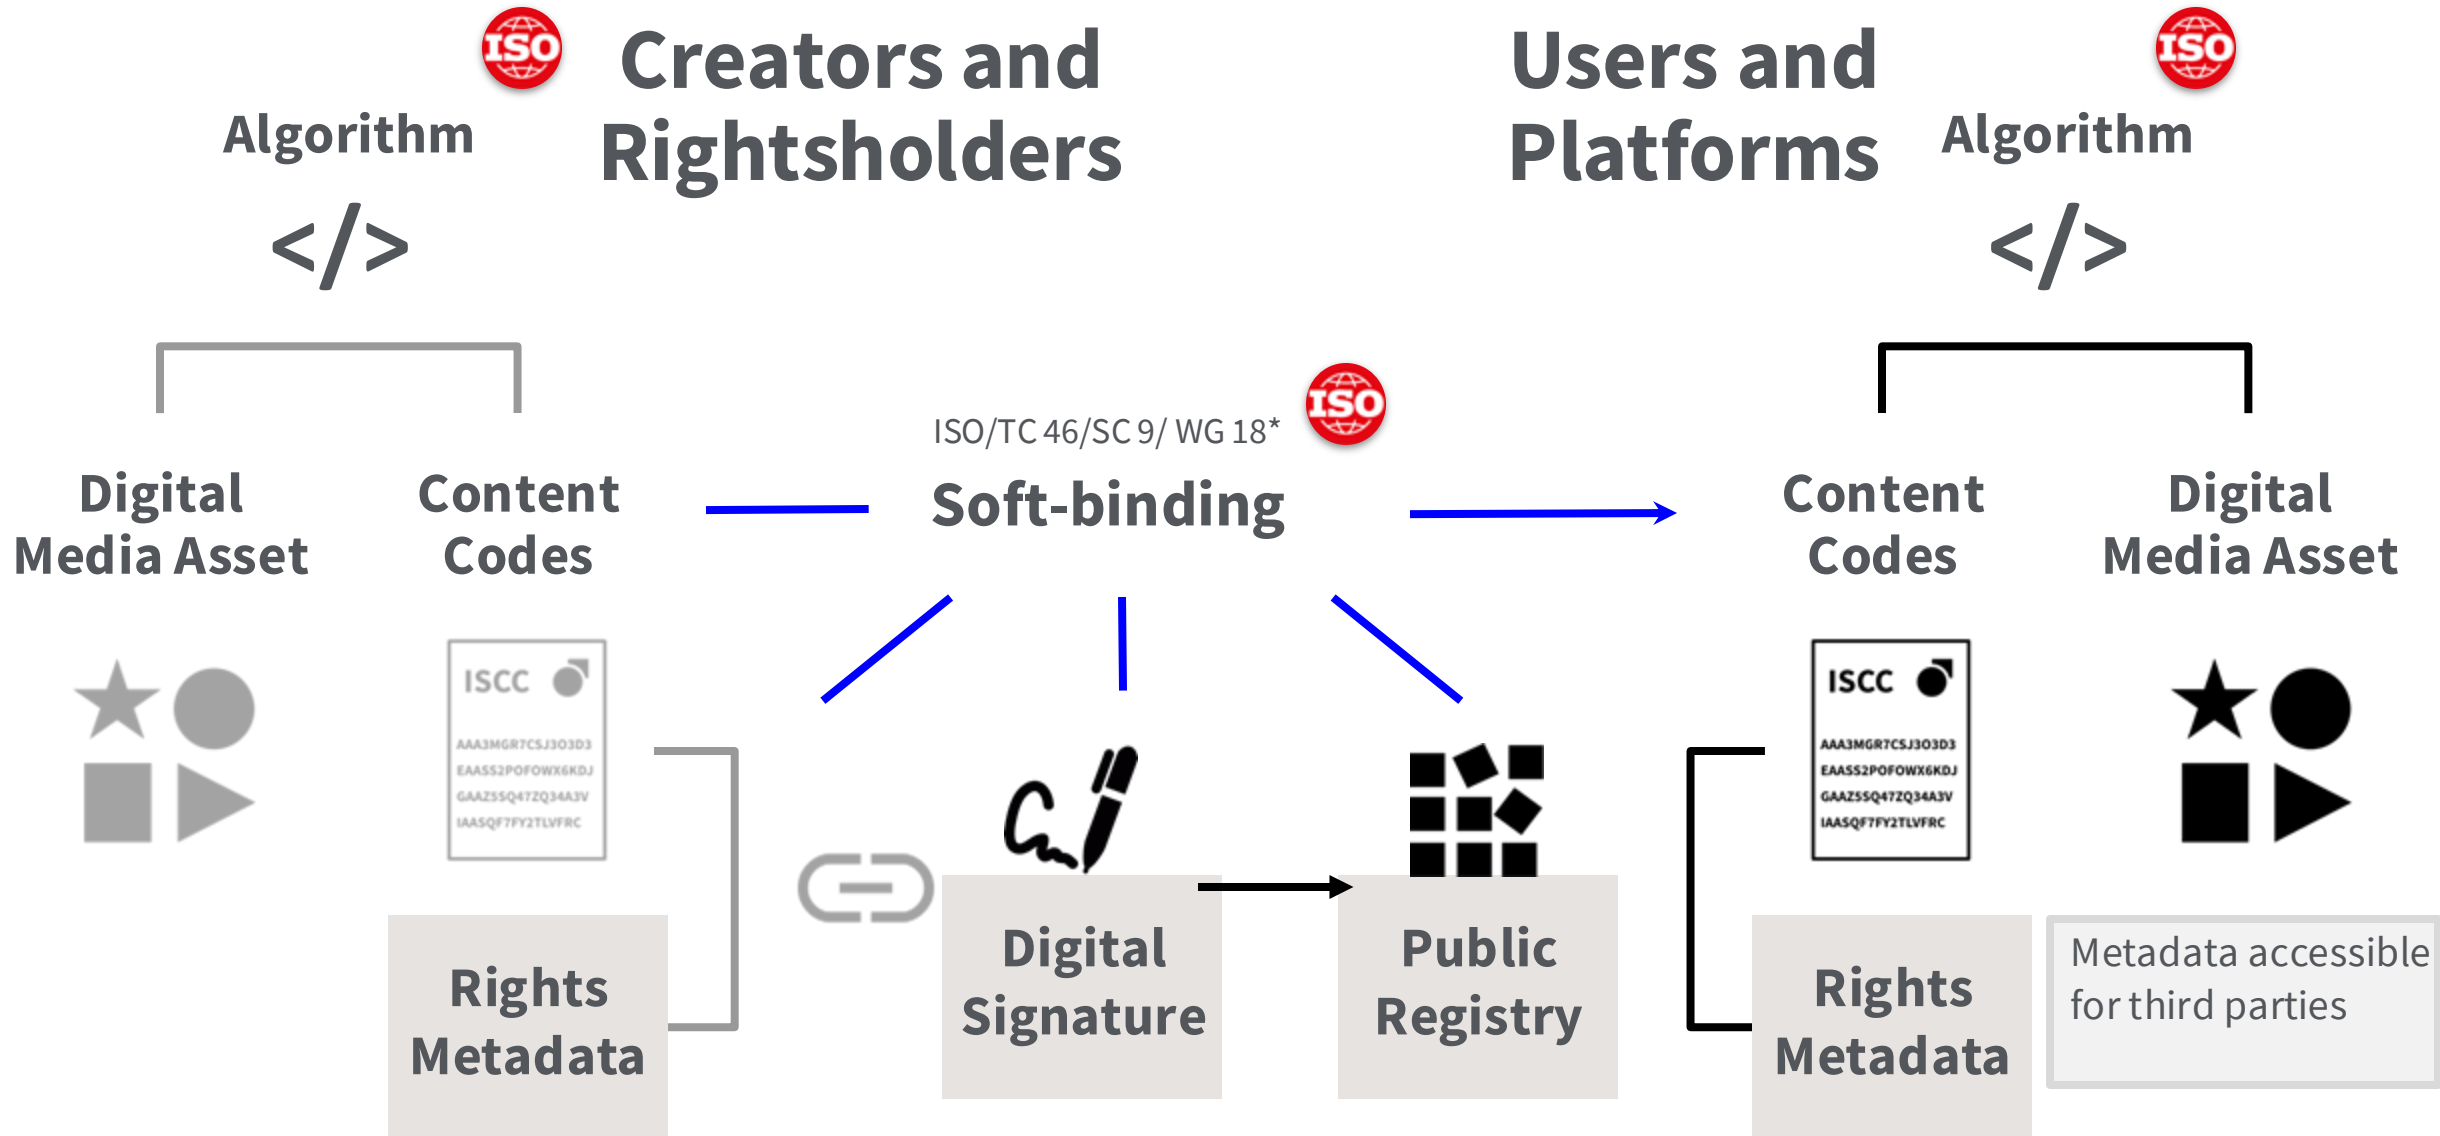 ISO
Creators and
Rightsholders
Algorithm
</>
Users and
Platforms
ISO
Algorithm
</>
ISO/TC 46/SC 9/ WG 18*
ISO
Soft-binding
Digital
Media Asset
Content
Codes
ISCC
AAA3MGR7CSJ3O3D3
EAASS2POFOWX6KDJ
GAAZ5SQ47ZQ34A3V
IAASQF7FY2TLVFRC
Rights
Metadata
Digital
Signature
Public
Registry
Content
Codes
Digital
Media Asset
ISCC
AAA3MGR7CSJ3O3D3
EAASS2POFOWX6KDJ
GAAZ5SQ47ZQ34A3V
IAASQF7FY2TLVFRC
Rights
Metadata
Metadata accessible
for third parties